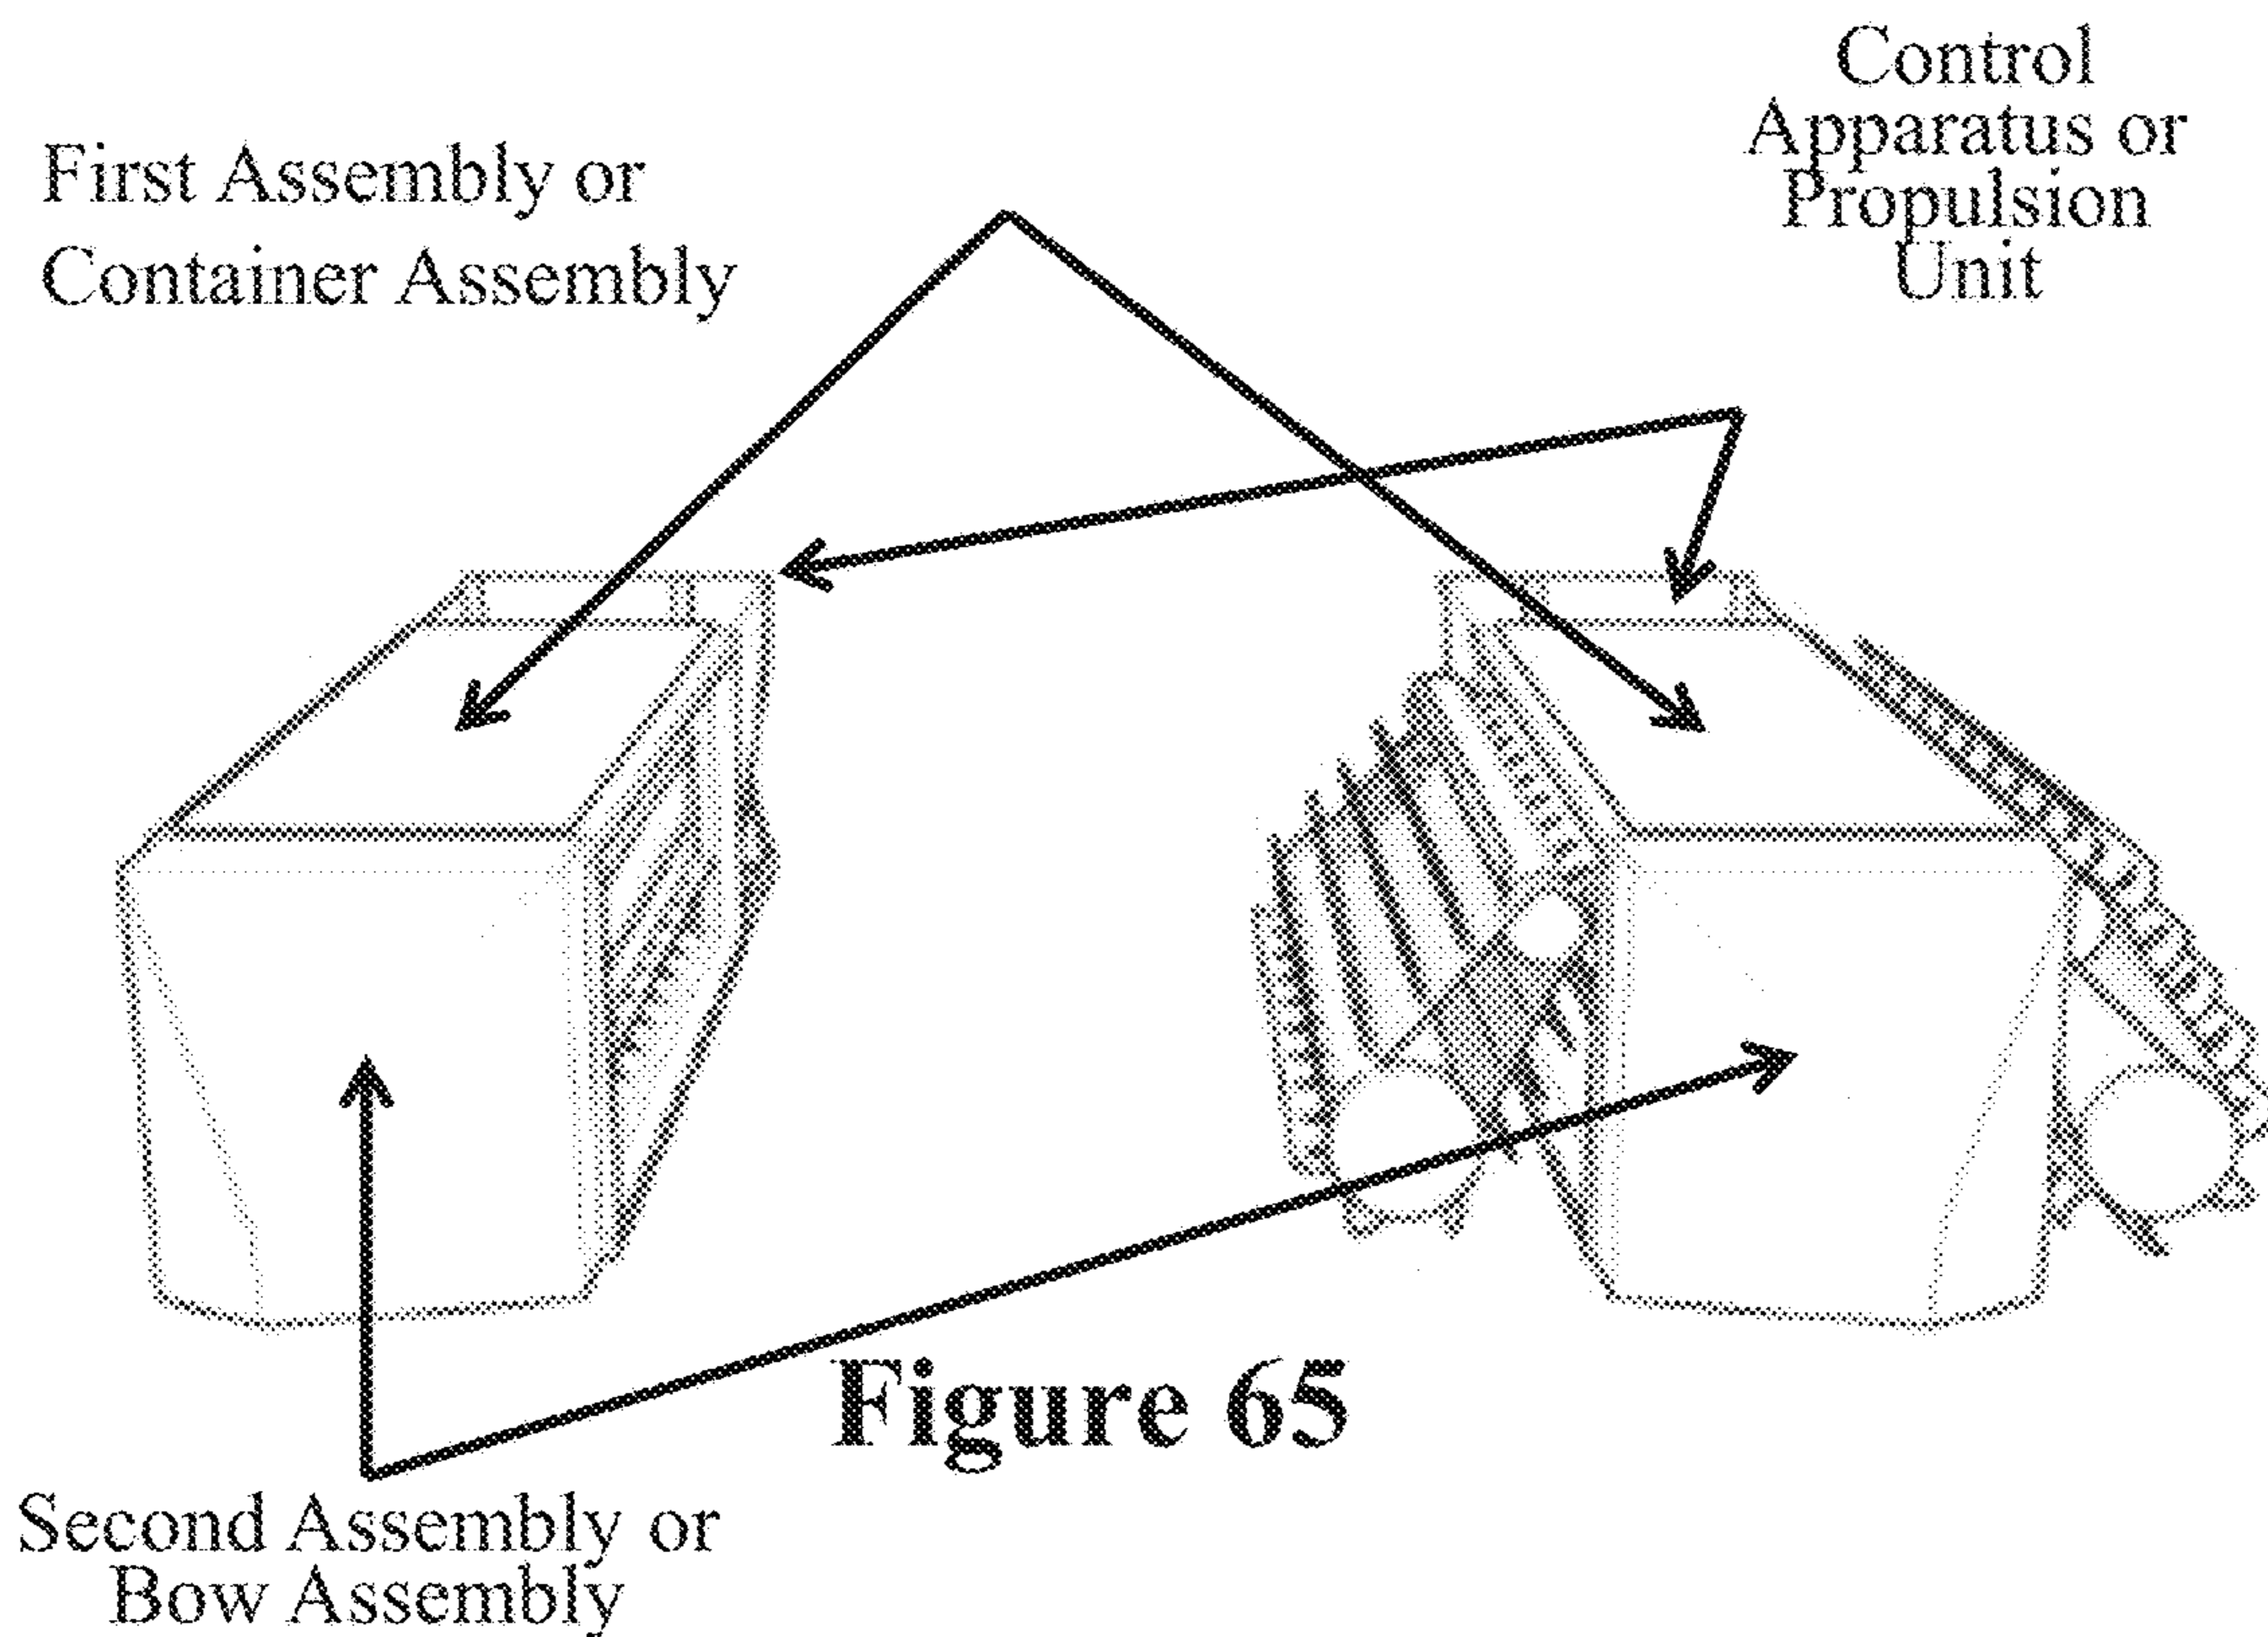 Control
Apparatus or
Propulsion
Unit
First Assembly or
Container Assembly
Figure 65
Second Assembly or
Bow Assembly